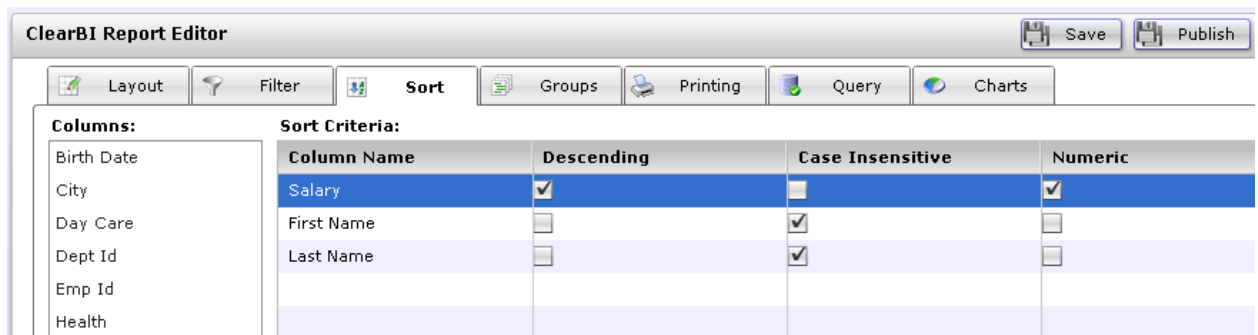 ClearBI Report Editor Save Publish
Layout Filter Sort Groups Printing Query Charts
Columns: Sort Criteria:
Birth Date Column Name Descending Case Insensitive Numeric
City Salary
Day Care First Name
Dept Id Last Name
Emp Id
Health